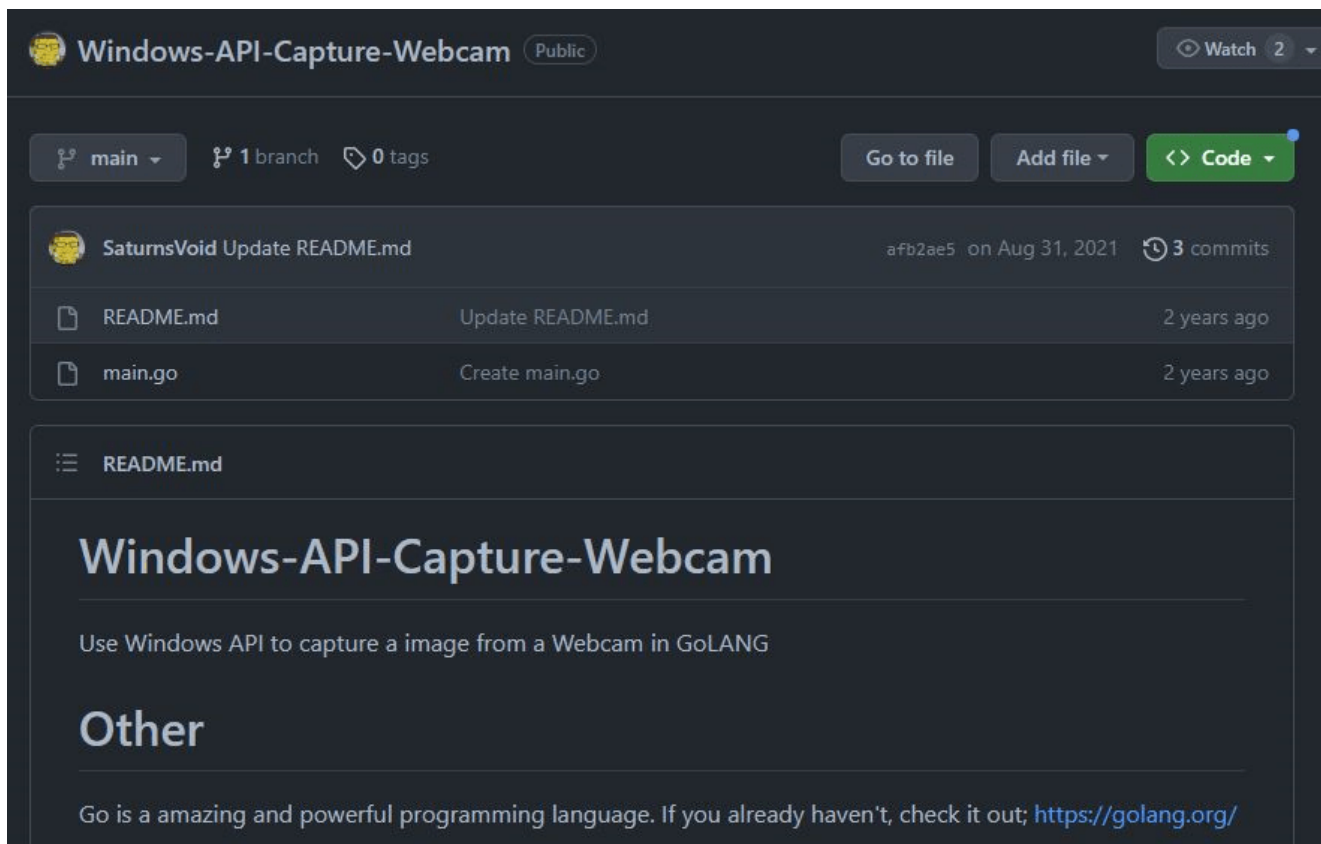 Windows-API-Capture-Webcam Public Watch 2
main 1 branch 0 tags Go to file Add file <> Code
SaturnsVoid Update README.md afb2ae5 on Aug 31, 2021 3 commits
README.md Update README.md 2 years ago
main.go Create main.go 2 years ago
README.md
Windows-API-Capture-Webcam
Use Windows API to capture a image from a Webcam in GoLANG
Other
Go is a amazing and powerful programming language. If you already haven't, check it out; https://golang.org/